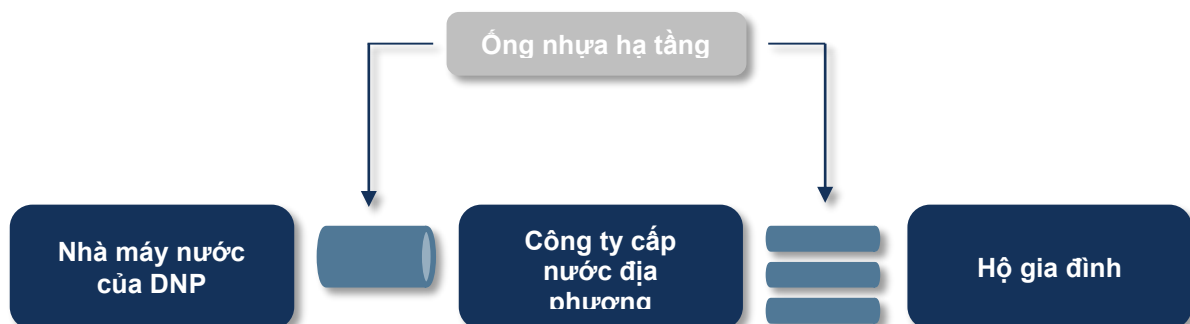 Ống nhựa hạ tầng
Nhà máy nước
của DNP
Công ty cấp
nước địa
phương
Hộ gia đình